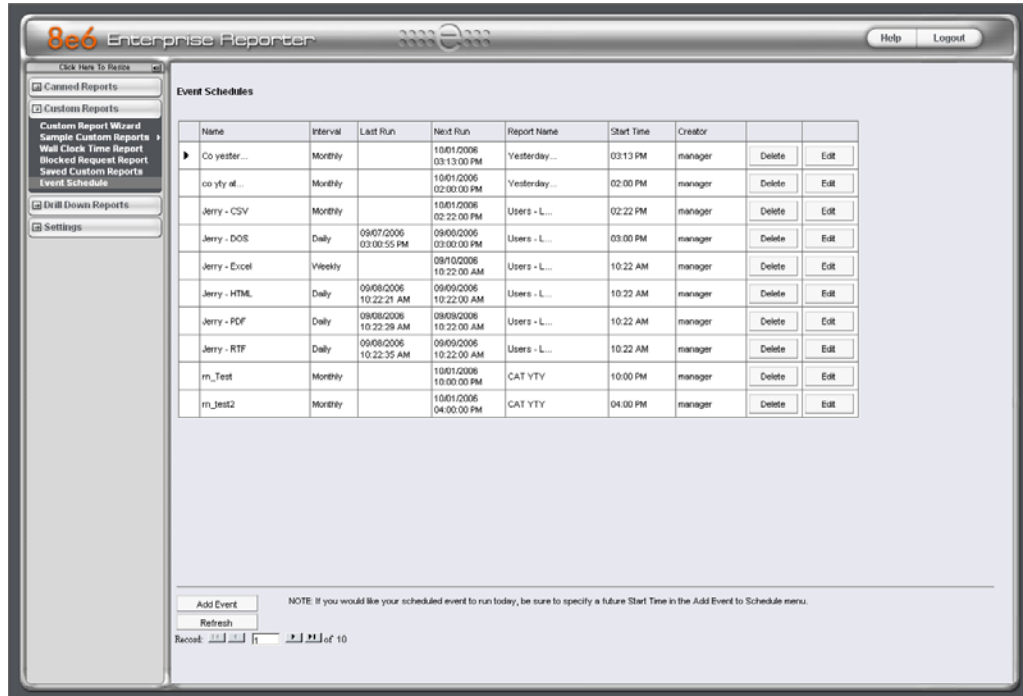 8e6 Enterprise Reporter
Help
Logout
Click Here To Resize
Canned Reports
Custom Reports
Custom Report Wizard
Sample Custom Reports
Wall Clock Time Report
Blocked Request Report
Saved Custom Reports
Event Schedule
Drill Down Reports
Settings
Event Schedules
Name Interval Last Run Next Run Report Name Start Time Creator
Co yester... Monthly 10/01/2006 03:13:00 PM Yesterday... 03:13 PM manager Delete Edit
co yty at... Monthly 10/01/2006 02:00:00 PM Yesterday... 02:00 PM manager Delete Edit
Jerry - CSV Monthly 10/01/2006 02:22:00 PM Users - L... 02:22 PM manager Delete Edit
Jerry - DOS Daily 09/07/2006 03:00:55 PM 09/08/2006 03:00:00 PM Users - L... 03:00 PM manager Delete Edit
Jerry - Excel Weekly 09/10/2006 10:22:00 AM Users - L... 10:22 AM manager Delete Edit
Jerry - HTML Daily 09/08/2006 10:22:21 AM 09/09/2006 10:22:00 AM Users - L... 10:22 AM manager Delete Edit
Jerry - PDF Daily 09/08/2006 10:22:29 AM 09/09/2006 10:22:00 AM Users - L... 10:22 AM manager Delete Edit
Jerry - RTF Daily 09/08/2006 10:22:35 AM 09/09/2006 10:22:00 AM Users - L... 10:22 AM manager Delete Edit
rn_Test Monthly 10/01/2006 10:00:00 PM CAT YTY 10:00 PM manager Delete Edit
rn_test2 Monthly 10/01/2006 04:00:00 PM CAT YTY 04:00 PM manager Delete Edit
Add Event
NOTE: If you would like your scheduled event to run today, be sure to specify a future Start Time in the Add Event to Schedule menu.
Refresh
Record: 1 of 10